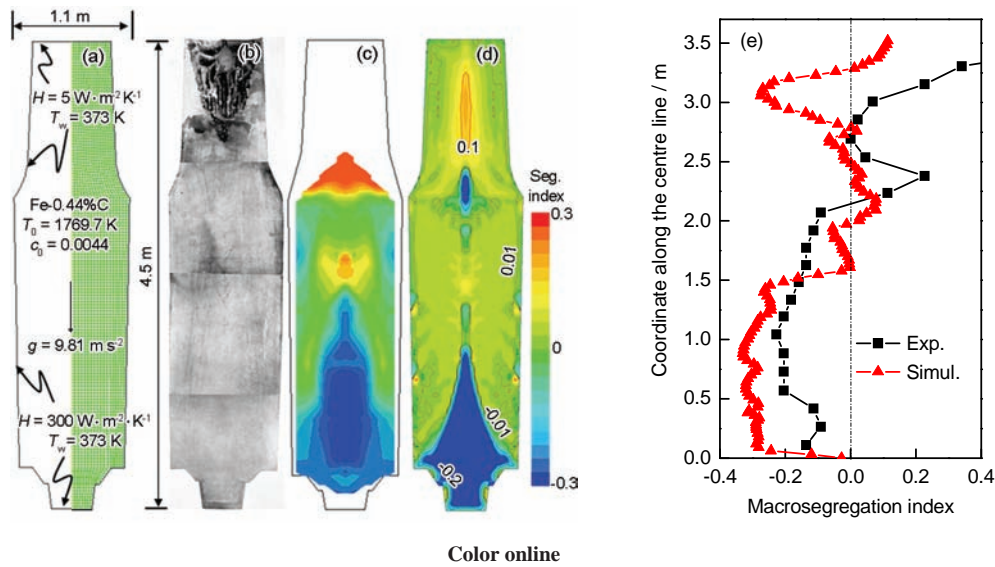 1.1 m
(a)
H = 5 W·m⁻² K⁻¹
T_w = 373 K
Fe-0.44%C
T_0 = 1769.7 K
c_0 = 0.0044
g = 9.81 m s⁻²
H = 300 W·m⁻²·K⁻¹
T_w = 373 K
4.5 m
(b)
(c)
(d)
0.1
0.01
-0.01
-0.2
Seg. index
0.3
0
-0.3
(e)
Coordinate along the centre line / m
3.5
3.0
2.5
2.0
1.5
1.0
0.5
0.0
Exp.
Simul.
-0.4 -0.2 0.0 0.2 0.4
Macrosegregation index
Color online